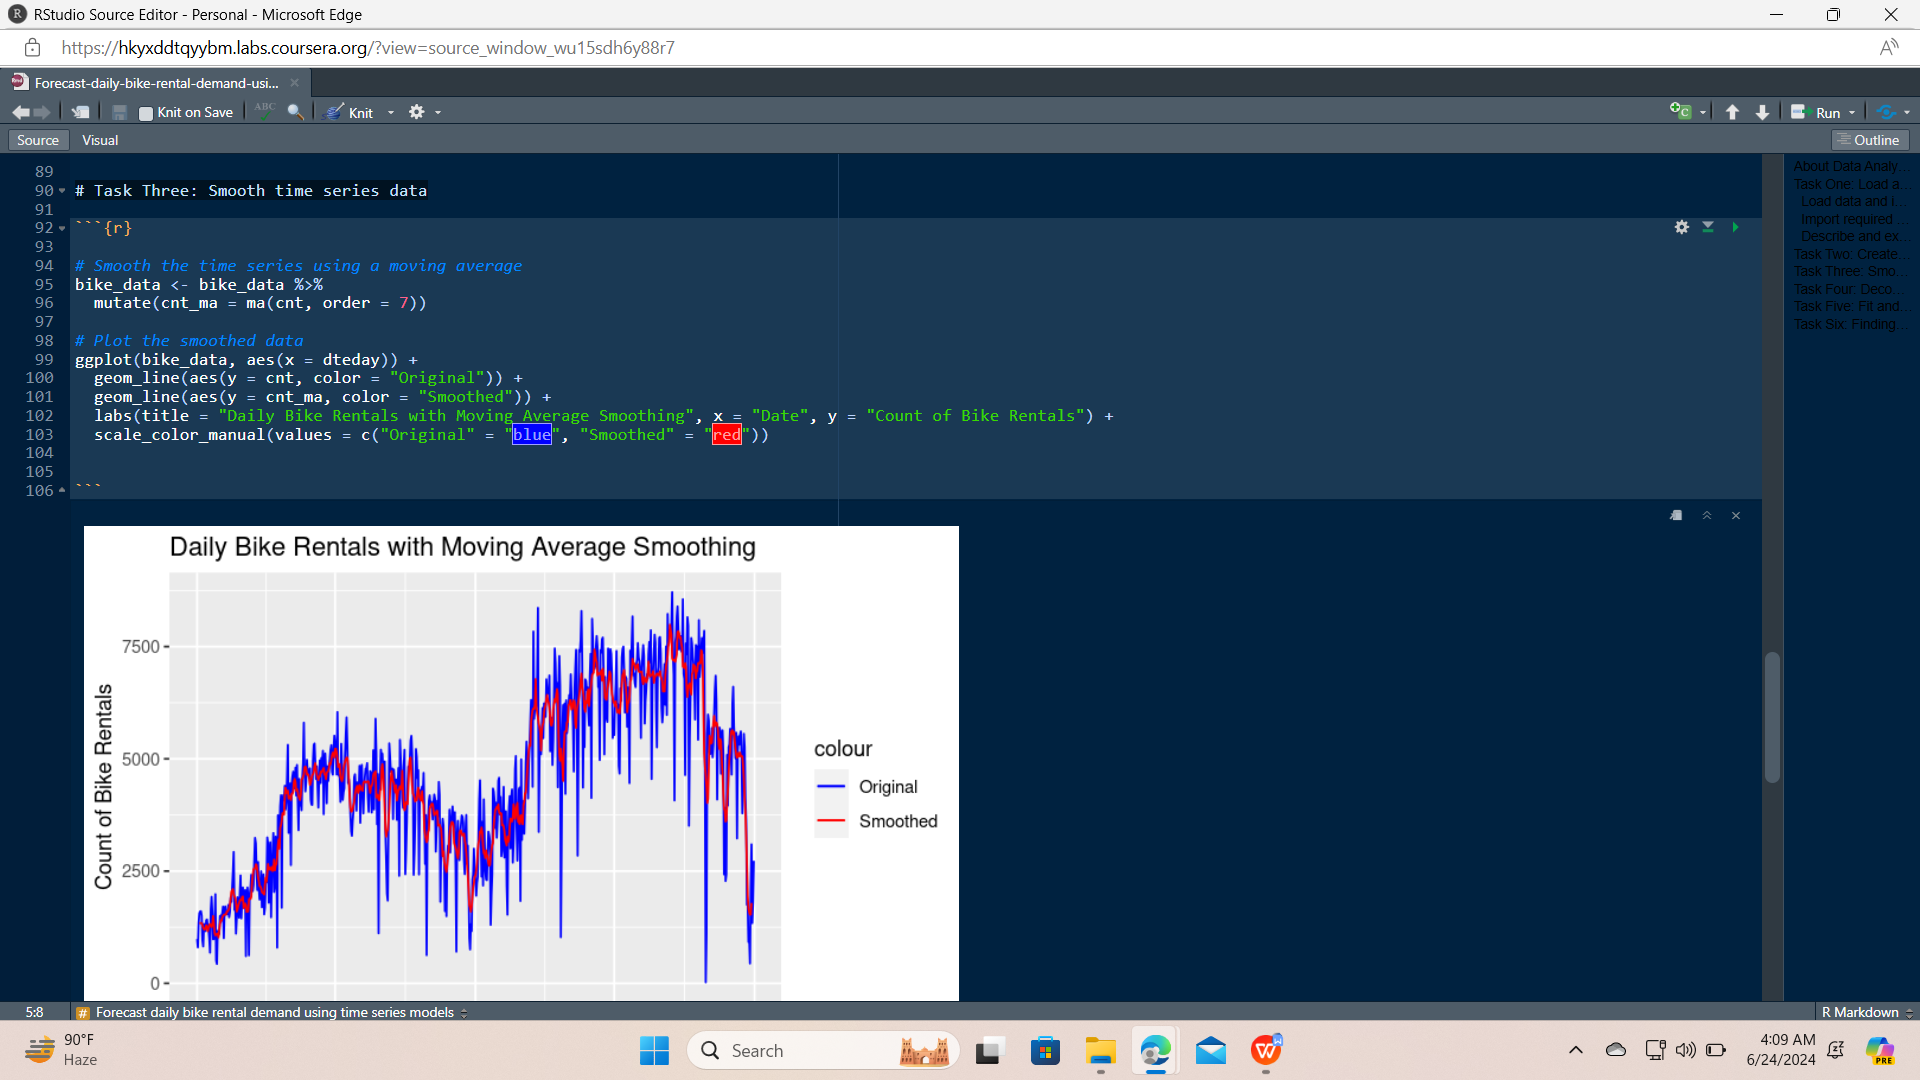 RStudio Source Editor - Personal - Microsoft Edge
https://hkyxddtqyybm.labs.coursera.org/?view=source_window_wu15sdh6y88r7
Forecast-daily-bike-rental-demand-usi...
Knit on Save
ABC
Knit
Run
Source
Visual
Outline
89
90 # Task Three: Smooth time series data
91
92 ```{r}
93
94 # Smooth the time series using a moving average
95 bike_data <- bike_data %>%
96 mutate(cnt_ma = ma(cnt, order = 7))
97
98 # Plot the smoothed data
99 ggplot(bike_data, aes(x = dteday)) +
100 geom_line(aes(y = cnt, color = "Original")) +
101 geom_line(aes(y = cnt_ma, color = "Smoothed")) +
102 labs(title = "Daily Bike Rentals with Moving Average Smoothing", x = "Date", y = "Count of Bike Rentals") +
103 scale_color_manual(values = c("Original" = "blue", "Smoothed" = "red"))
104
105
106 ```
About Data Analy...
Task One: Load a...
Load data and i...
Import required ...
Describe and ex...
Task Two: Create...
Task Three: Smo...
Task Four: Deco...
Task Five: Fit and...
Task Six: Finding...
Daily Bike Rentals with Moving Average Smoothing
Count of Bike Rentals
7500
5000
2500
0
colour
Original
Smoothed
5:8
# Forecast daily bike rental demand using time series models
R Markdown
90°F
Haze
Search
PRE
4:09 AM
6/24/2024